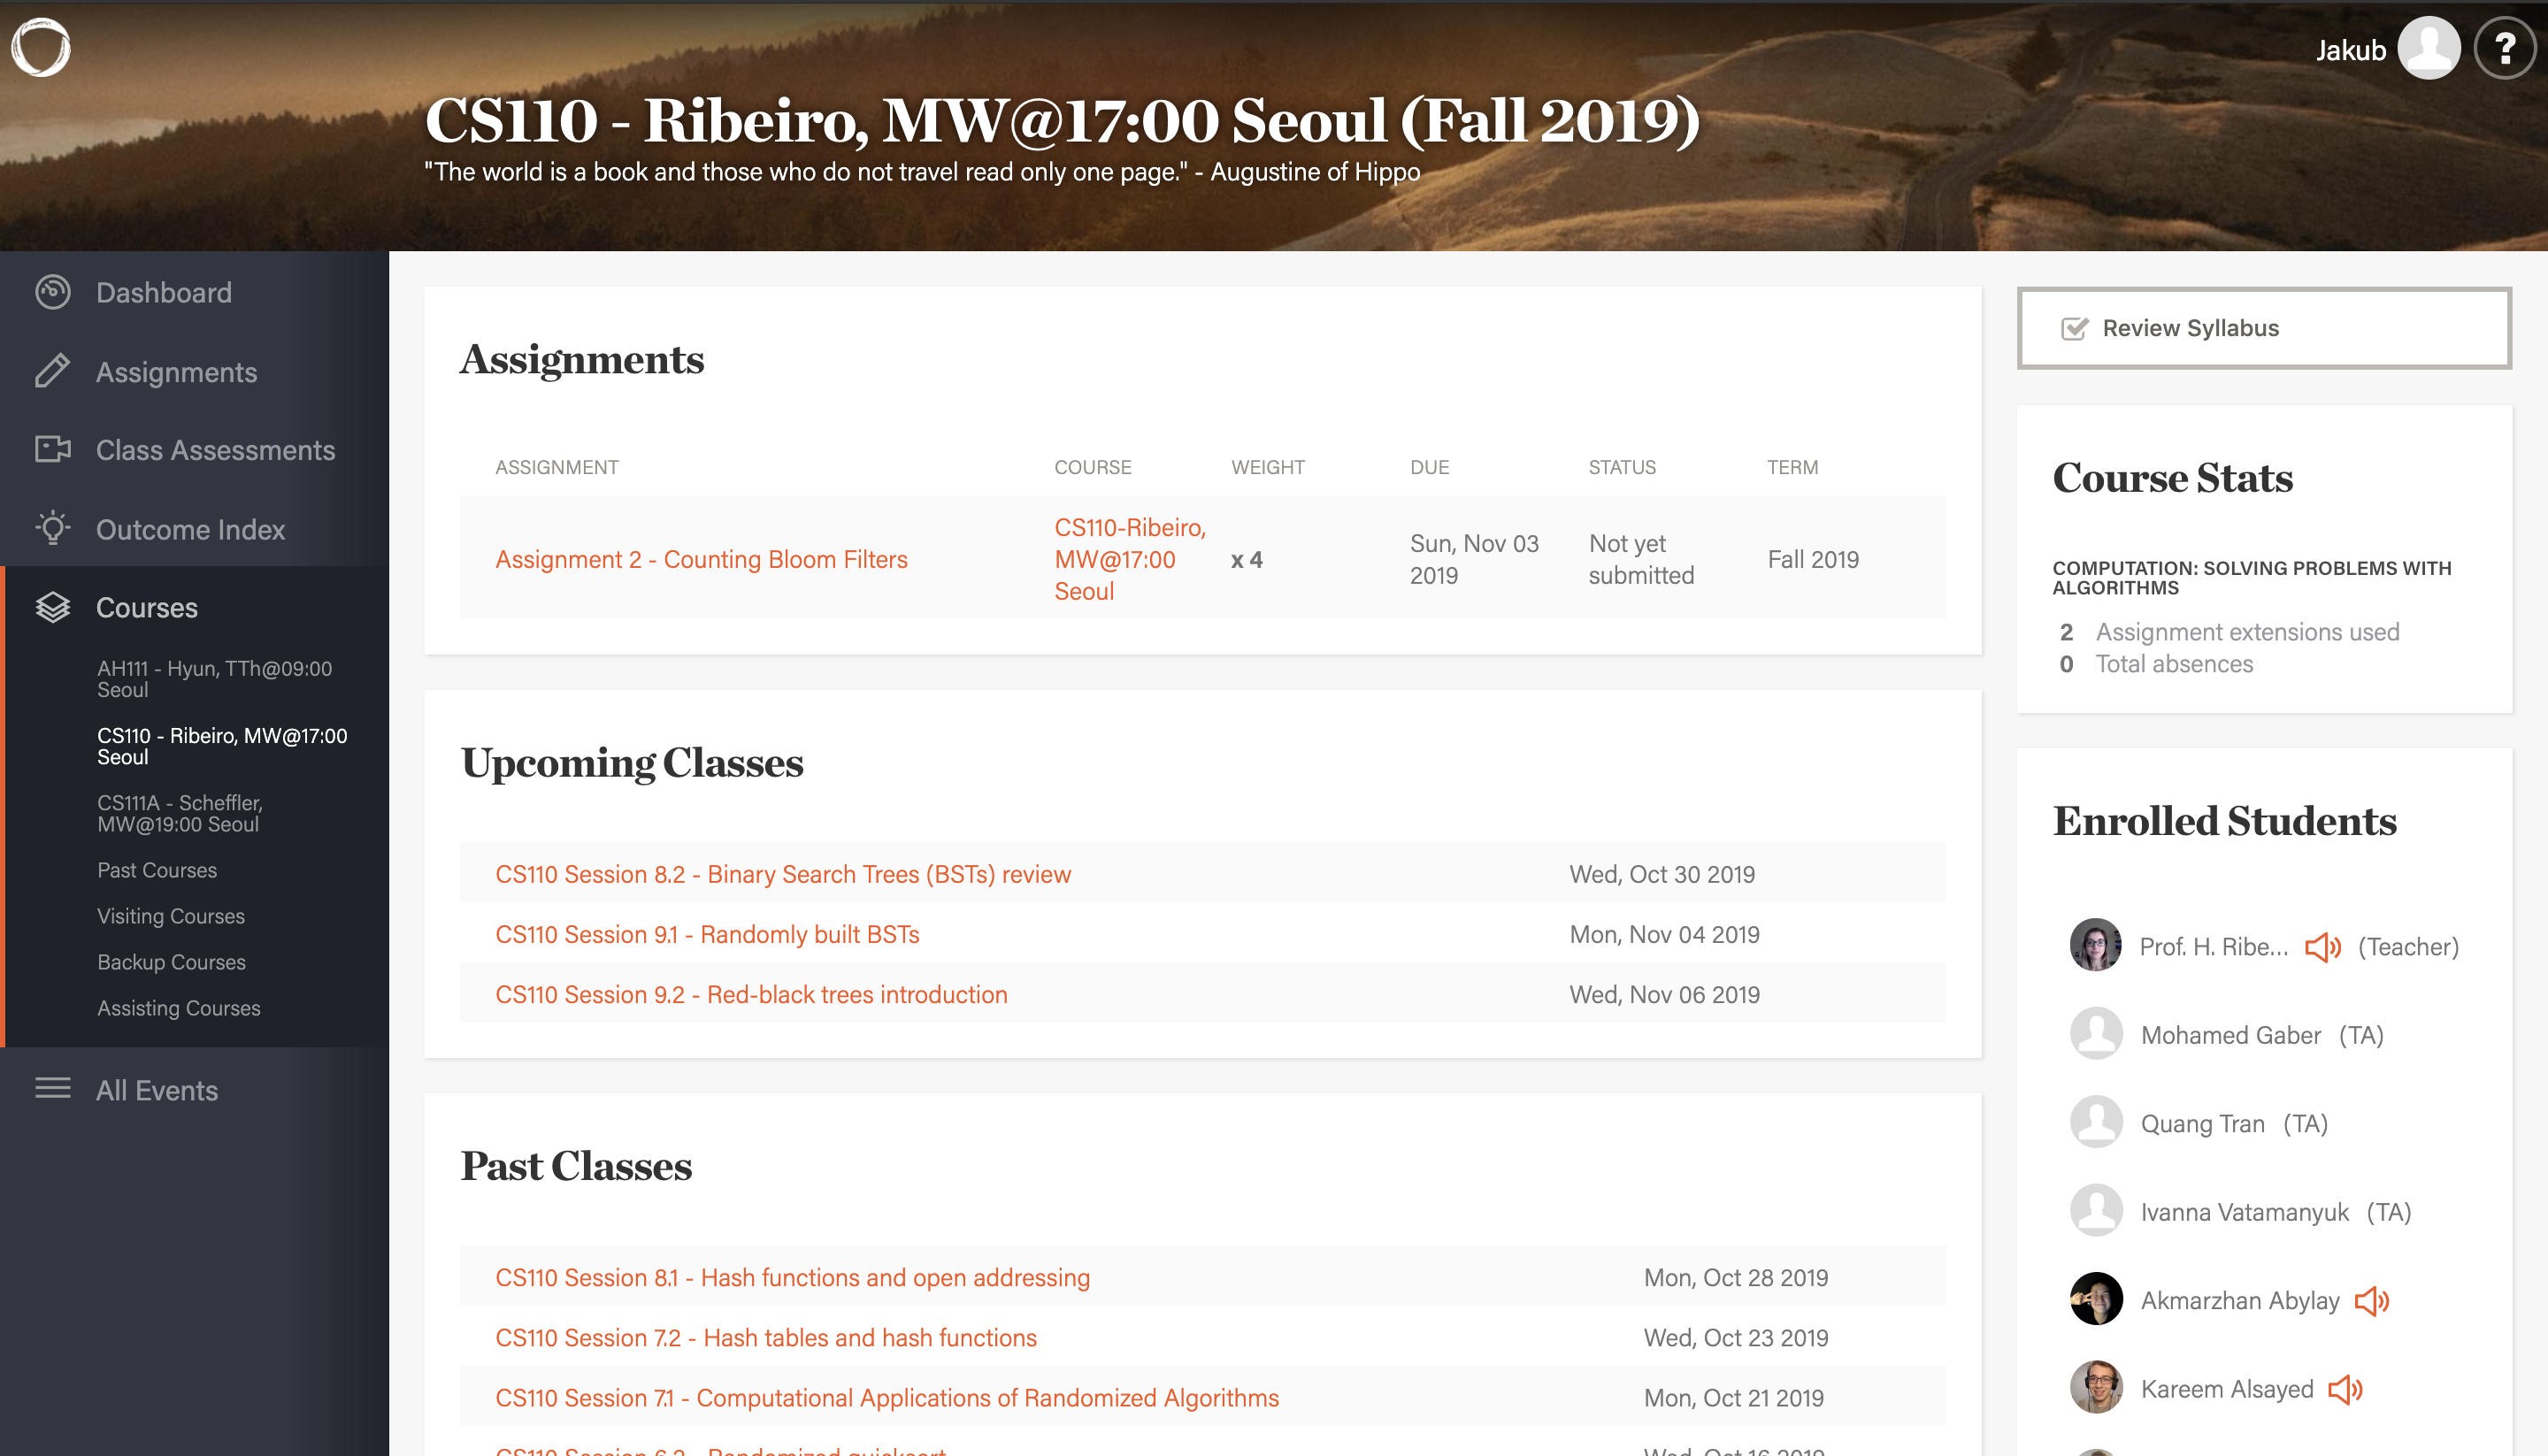 Jakub
?
CS110 - Ribeiro, MW@17:00 Seoul (Fall 2019)
"The world is a book and those who do not travel read only one page." - Augustine of Hippo
Dashboard
Assignments
Class Assessments
Outcome Index
Courses
AH111 - Hyun, TTh@09:00
Seoul
CS110 - Ribeiro, MW@17:00
Seoul
CS111A - Scheffler,
MW@19:00 Seoul
Past Courses
Visiting Courses
Backup Courses
Assisting Courses
All Events
Assignments
ASSIGNMENT COURSE WEIGHT DUE STATUS TERM
Assignment 2 - Counting Bloom Filters
CS110-Ribeiro,
MW@17:00
Seoul
x 4
Sun, Nov 03
2019
Not yet
submitted
Fall 2019
Upcoming Classes
CS110 Session 8.2 - Binary Search Trees (BSTs) review Wed, Oct 30 2019
CS110 Session 9.1 - Randomly built BSTs Mon, Nov 04 2019
CS110 Session 9.2 - Red-black trees introduction Wed, Nov 06 2019
Past Classes
CS110 Session 8.1 - Hash functions and open addressing Mon, Oct 28 2019
CS110 Session 7.2 - Hash tables and hash functions Wed, Oct 23 2019
CS110 Session 7.1 - Computational Applications of Randomized Algorithms Mon, Oct 21 2019
CS110 Session 6.2 - Randomized quicksort Wed, Oct 16 2019
Review Syllabus
Course Stats
COMPUTATION: SOLVING PROBLEMS WITH
ALGORITHMS
2 Assignment extensions used
0 Total absences
Enrolled Students
Prof. H. Ribe... (Teacher)
Mohamed Gaber (TA)
Quang Tran (TA)
Ivanna Vatamanyuk (TA)
Akmarzhan Abylay
Kareem Alsayed